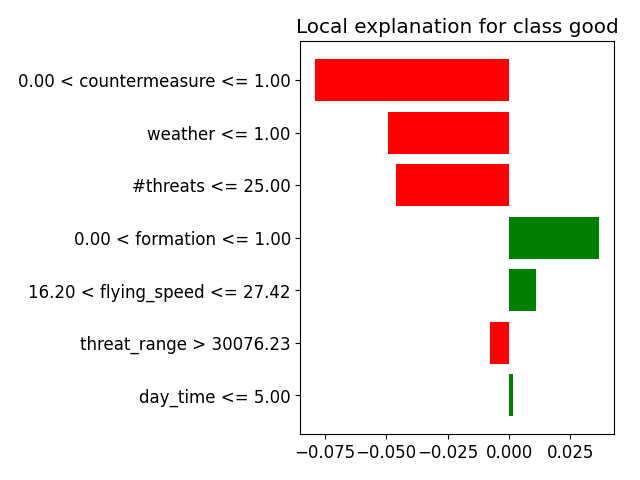 Local explanation for class good
0.00 < countermeasure <= 1.00
weather <= 1.00
#threats <= 25.00
0.00 < formation <= 1.00
16.20 < flying_speed <= 27.42
threat_range > 30076.23
day_time <= 5.00
−0.075 −0.050 −0.025 0.000 0.025